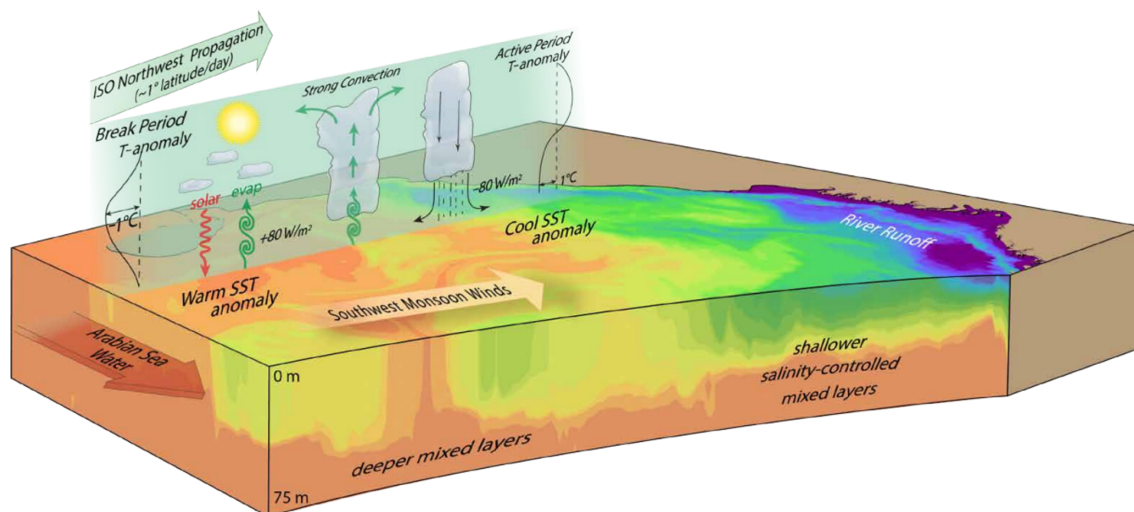 ISO Northwest Propagation
(~1° latitude/day)
Break Period
T-anomaly
Strong Convection
Active Period
T-anomaly
solar
evap
+80 W/m²
-80 W/m²
~1°C
1°C
Warm SST
anomaly
Cool SST
anomaly
River Runoff
Southwest Monsoon Winds
Arabian Sea
Water
0 m
75 m
deeper mixed layers
shallower
salinity-controlled
mixed layers